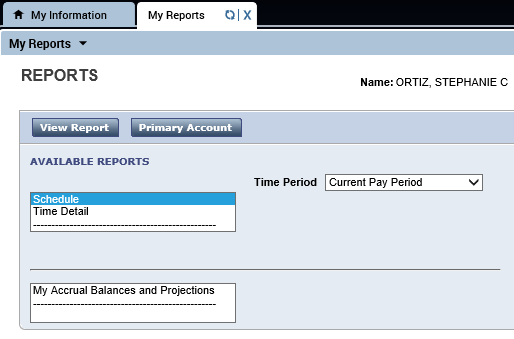 My Information
My Reports X
My Reports
REPORTS
Name: ORTIZ, STEPHANIE C
View Report Primary Account
AVAILABLE REPORTS
Time Period Current Pay Period
Schedule
Time Detail
--------------------------------------------------
My Accrual Balances and Projections
--------------------------------------------------